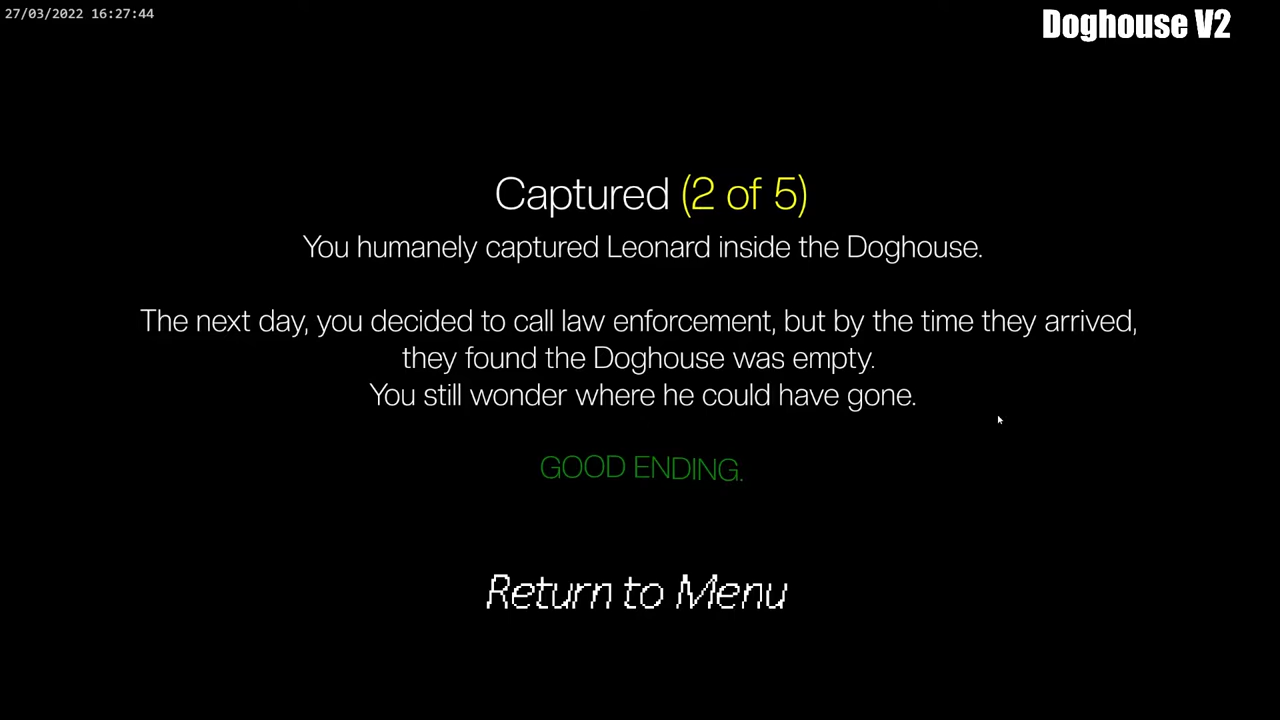 27/03/2022 16:27:44
Doghouse V2
Captured (2 of 5)
You humanely captured Leonard inside the Doghouse.
The next day, you decided to call law enforcement, but by the time they arrived,
they found the Doghouse was empty.
You still wonder where he could have gone.
GOOD ENDING.
Return to Menu